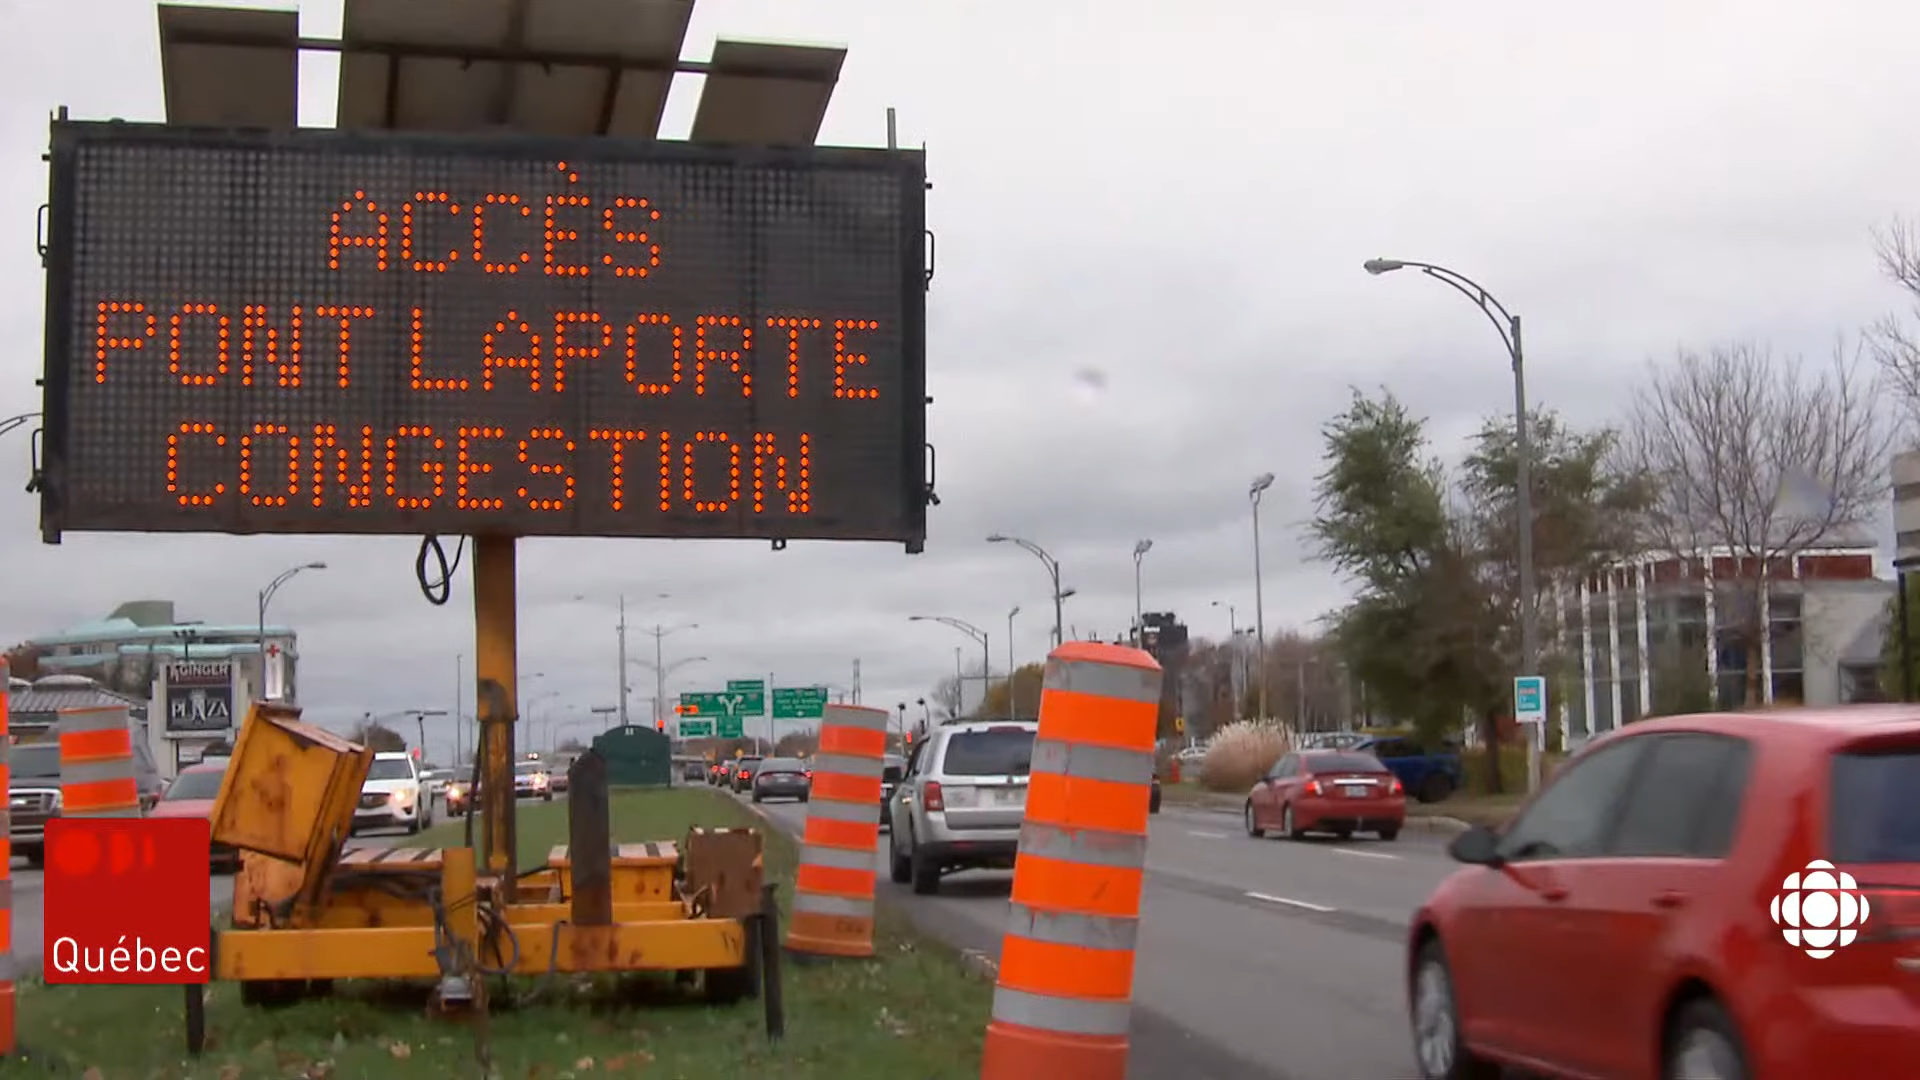 ACCÈS
PONT LAPORTE
CONGESTION
GINGER
PLAZA
Québec